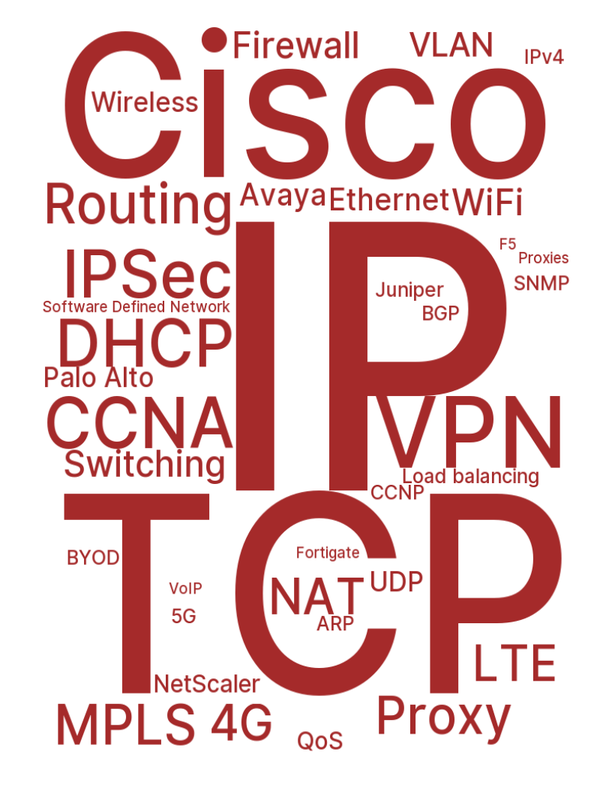 Cisco
Firewall
VLAN
IPv4
Wireless
Routing
Avaya
Ethernet
WiFi
IP
F5
Proxies
IPSec
SNMP
Juniper
Software Defined Network
BGP
DHCP
Palo Alto
CCNA
VPN
Switching
Load balancing
CCNP
TCP
BYOD
Fortigate
VoIP
NAT
UDP
5G
ARP
LTE
NetScaler
MPLS
4G
Proxy
QoS